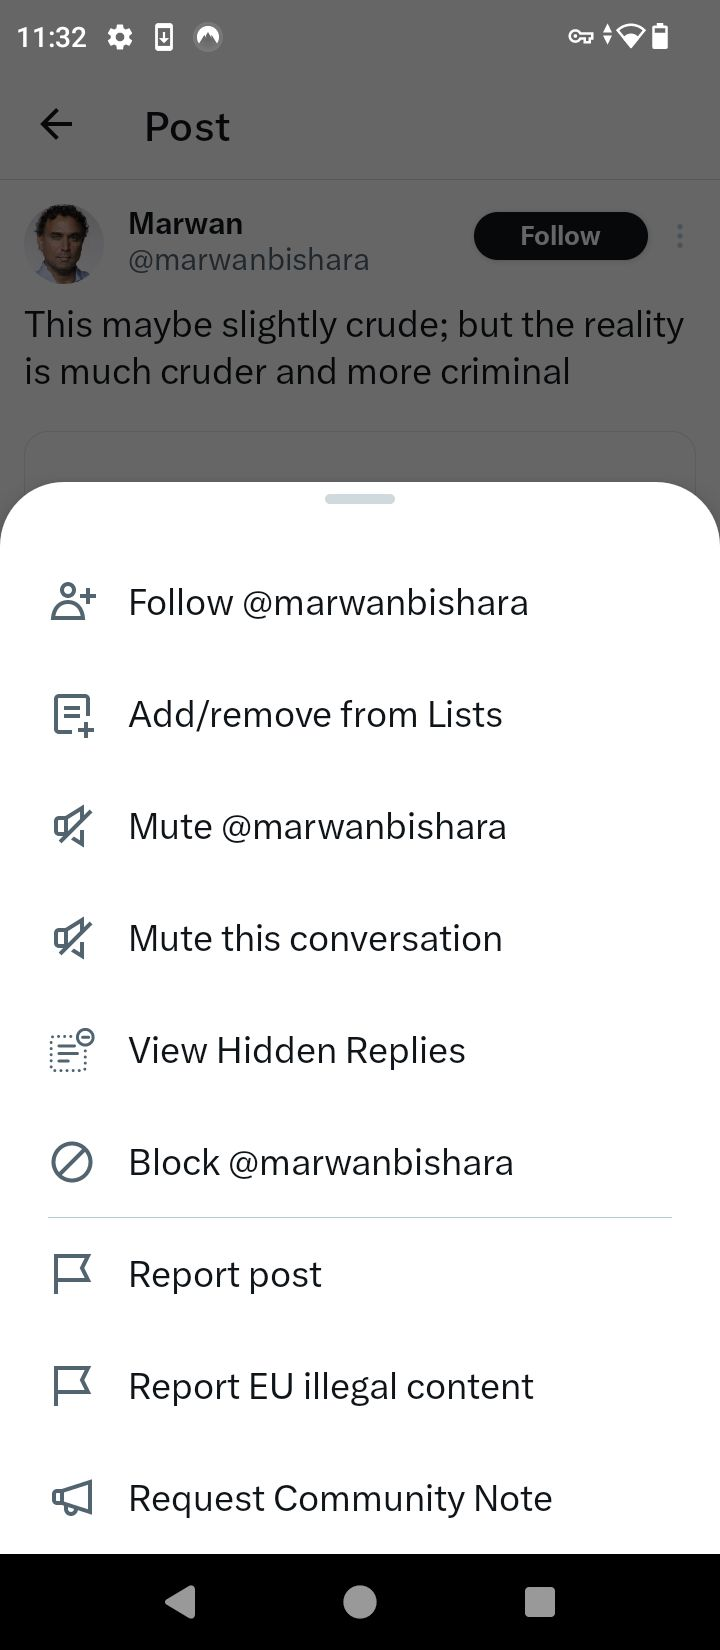 11:32
Post
Marwan
@marwanbishara
Follow
This maybe slightly crude; but the reality
is much cruder and more criminal
Follow @marwanbishara
Add/remove from Lists
Mute @marwanbishara
Mute this conversation
View Hidden Replies
Block @marwanbishara
Report post
Report EU illegal content
Request Community Note